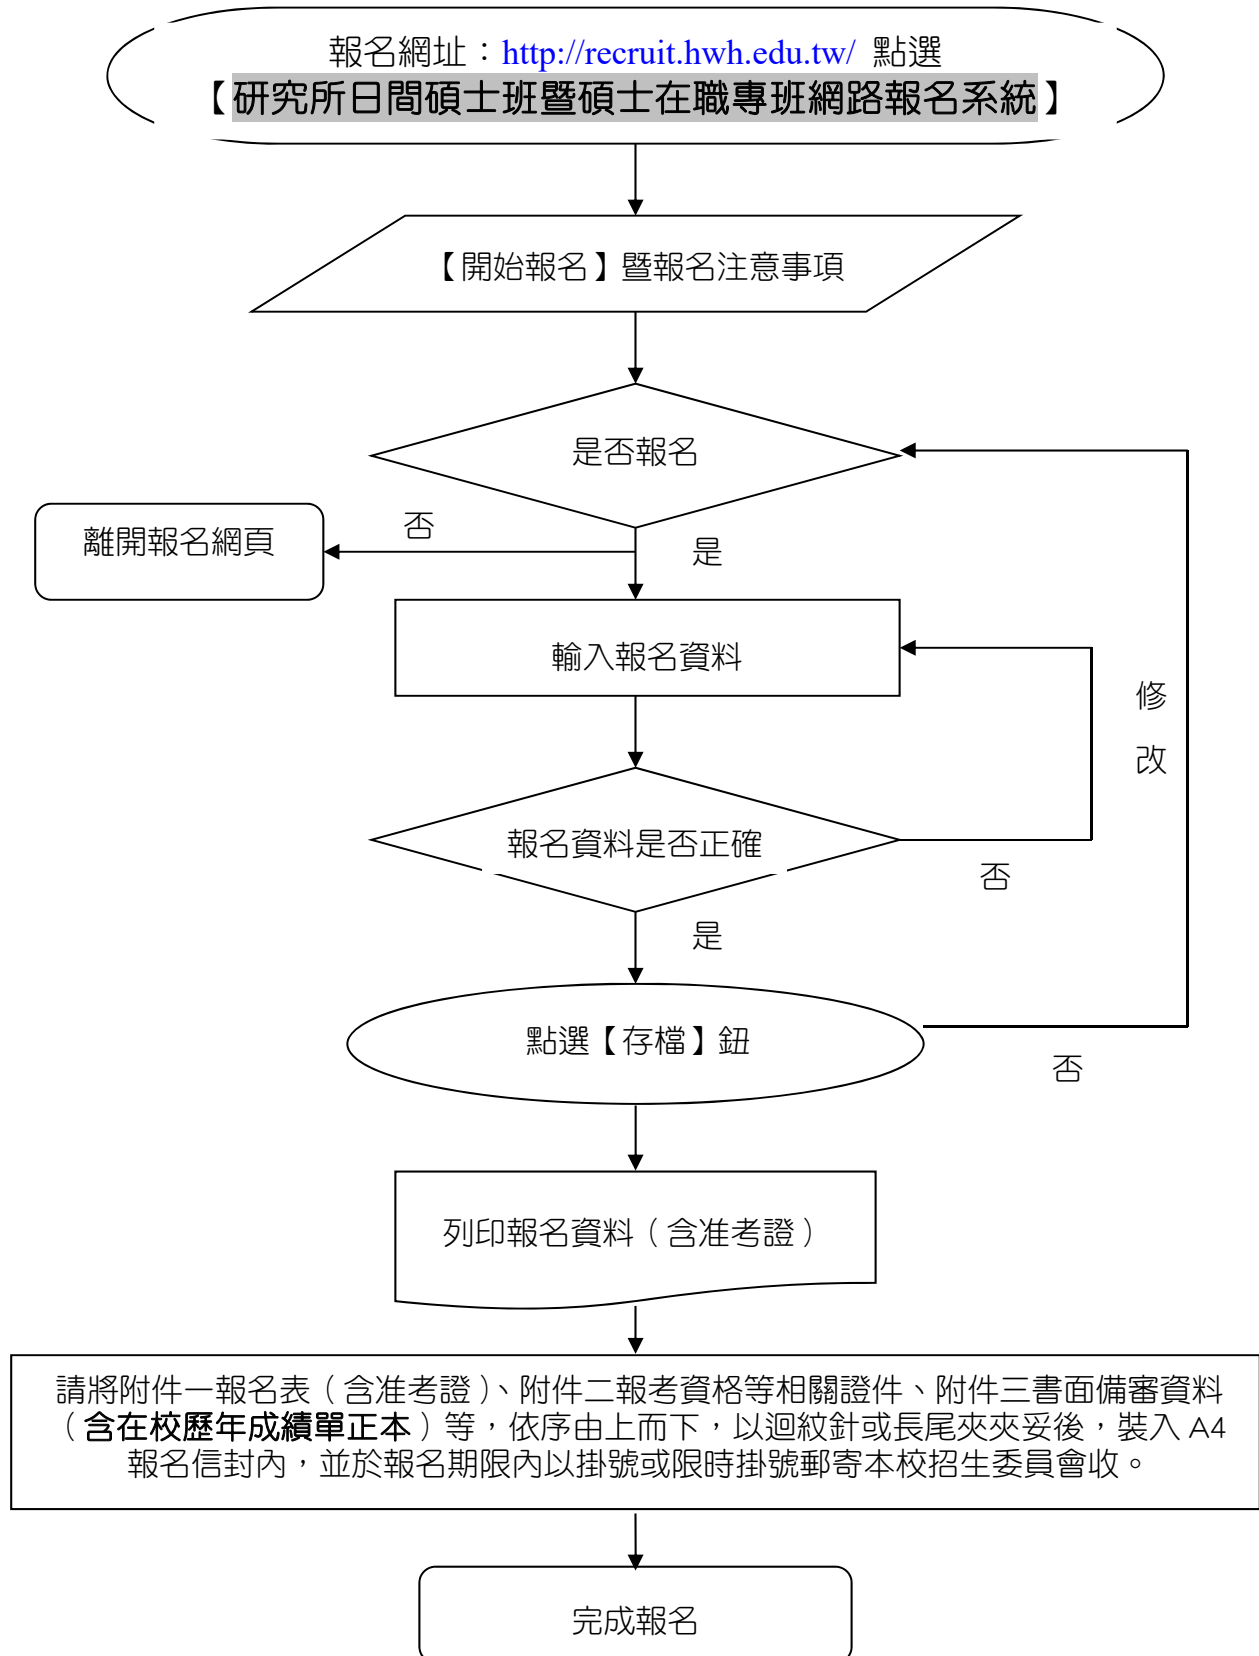 報名網址：http://recruit.hwh.edu.tw/ 點選
【研究所日間碩士班暨碩士在職專班網路報名系統】
【開始報名】暨報名注意事項
是否報名
否
離開報名網頁
是
輸入報名資料
修
改
報名資料是否正確
否
是
點選【存檔】鈕
否
列印報名資料（含准考證）
請將附件一報名表（含准考證）、附件二報考資格等相關證件、附件三書面備審資料
（含在校歷年成績單正本）等，依序由上而下，以迴紋針或長尾夾夾妥後，裝入 A4
報名信封內，並於報名期限內以掛號或限時掛號郵寄本校招生委員會收。
完成報名